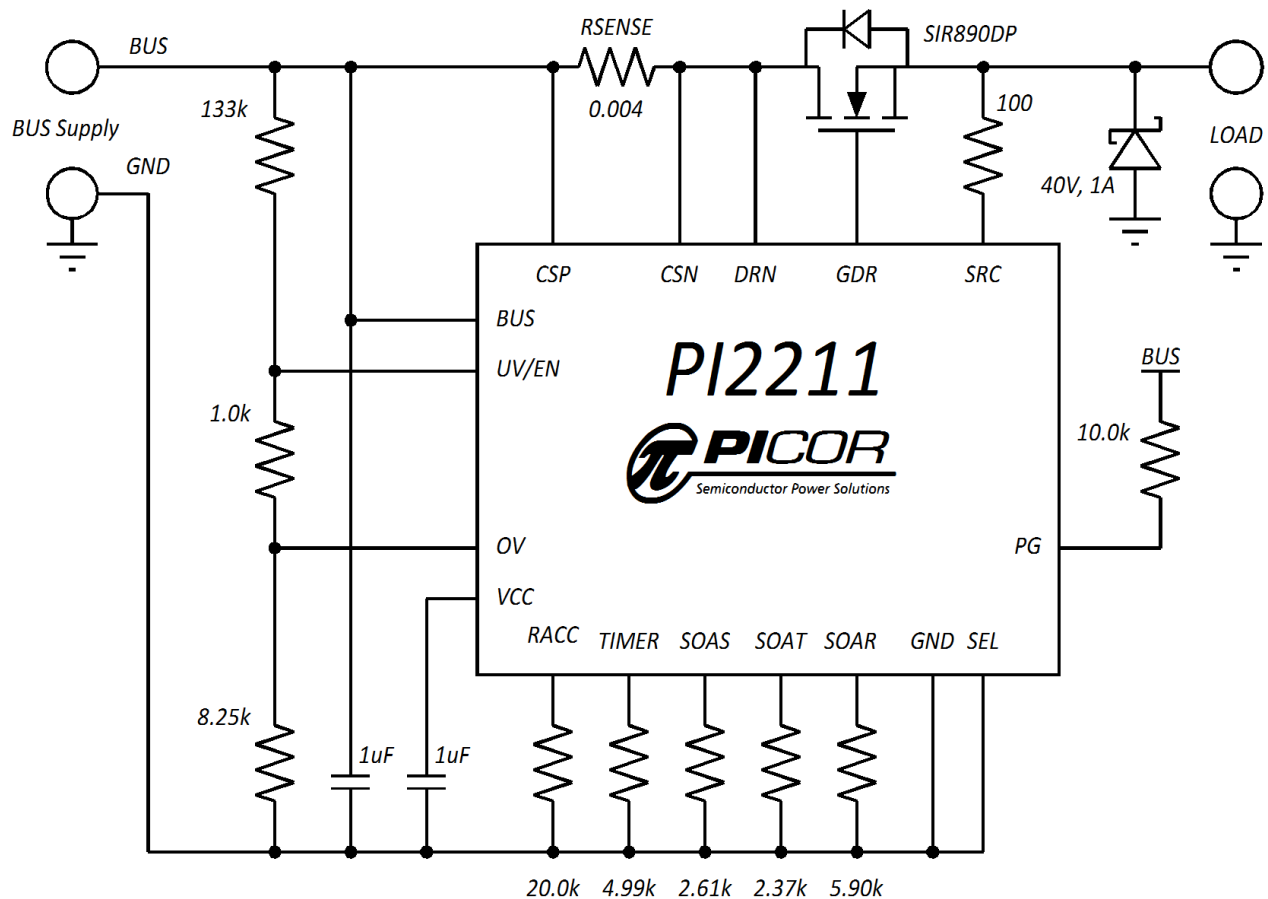 BUS
RSENSE
SIR890DP
133k
0.004
100
BUS Supply
LOAD
GND
40V, 1A
CSP
CSN
DRN
GDR
SRC
BUS
UV/EN
PI2211
BUS
1.0k
10.0k
π PICOR
Semiconductor Power Solutions
OV
PG
VCC
RACC
TIMER
SOAS
SOAT
SOAR
GND
SEL
8.25k
1uF
1uF
20.0k
4.99k
2.61k
2.37k
5.90k